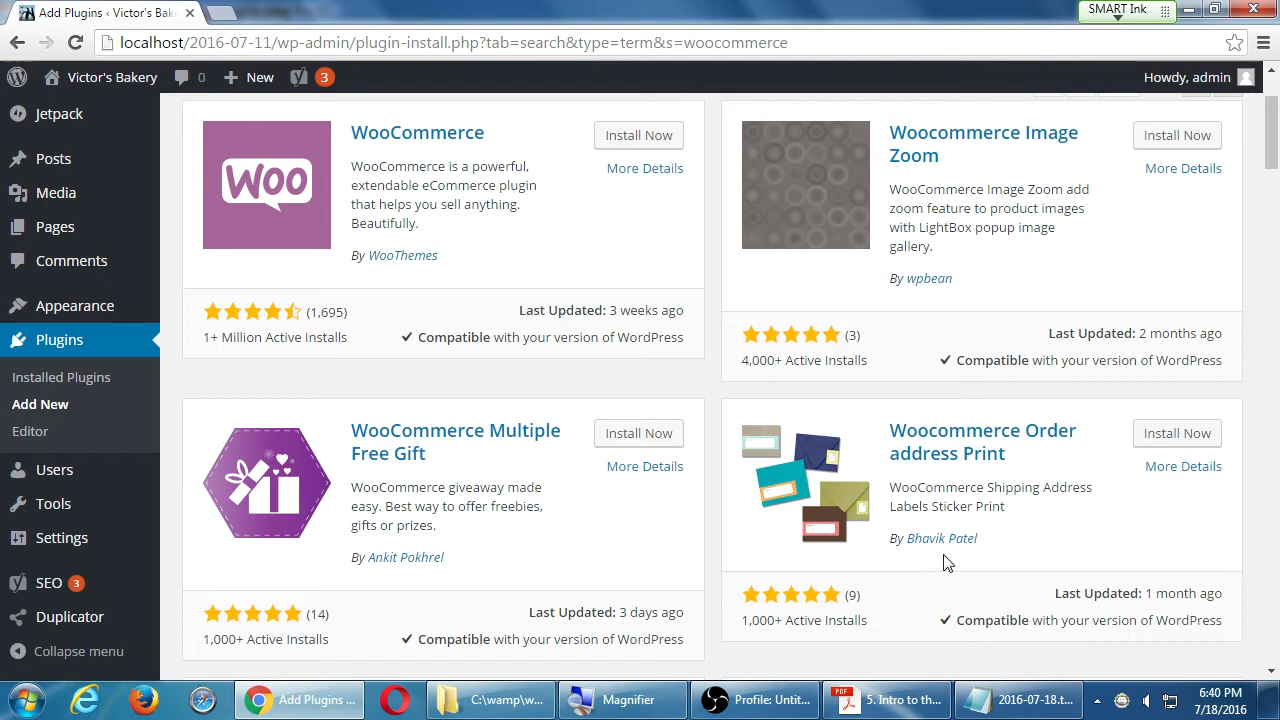 Add Plugins ‹ Victor's Bak
SMART Ink
localhost/2016-07-11/wp-admin/plugin-install.php?tab=search&type=term&s=woocommerce
Victor's Bakery 0 New 3
Howdy, admin
Jetpack
Posts
Media
Pages
Comments
Appearance
Plugins
Installed Plugins
Add New
Editor
Users
Tools
Settings
SEO 3
Duplicator
Collapse menu
WOO
WooCommerce
Install Now
More Details
WooCommerce is a powerful,
extendable eCommerce plugin
that helps you sell anything.
Beautifully.
By WooThemes
(1,695)
Last Updated: 3 weeks ago
1+ Million Active Installs
Compatible with your version of WordPress
Woocommerce Image
Zoom
Install Now
More Details
WooCommerce Image Zoom add
zoom feature to product images
with LightBox popup image
gallery.
By wpbean
(3)
Last Updated: 2 months ago
4,000+ Active Installs
Compatible with your version of WordPress
WooCommerce Multiple
Free Gift
Install Now
More Details
WooCommerce giveaway made
easy. Best way to offer freebies,
gifts or prizes.
By Ankit Pokhrel
(14)
Last Updated: 3 days ago
1,000+ Active Installs
Compatible with your version of WordPress
Woocommerce Order
address Print
Install Now
More Details
WooCommerce Shipping Address
Labels Sticker Print
By Bhavik Patel
(9)
Last Updated: 1 month ago
1,000+ Active Installs
Compatible with your version of WordPress
Add Plugins ...
C:\wamp\w...
Magnifier
Profile: Untit...
PDF
5. Intro to th...
2016-07-18.t...
6:40 PM
7/18/2016